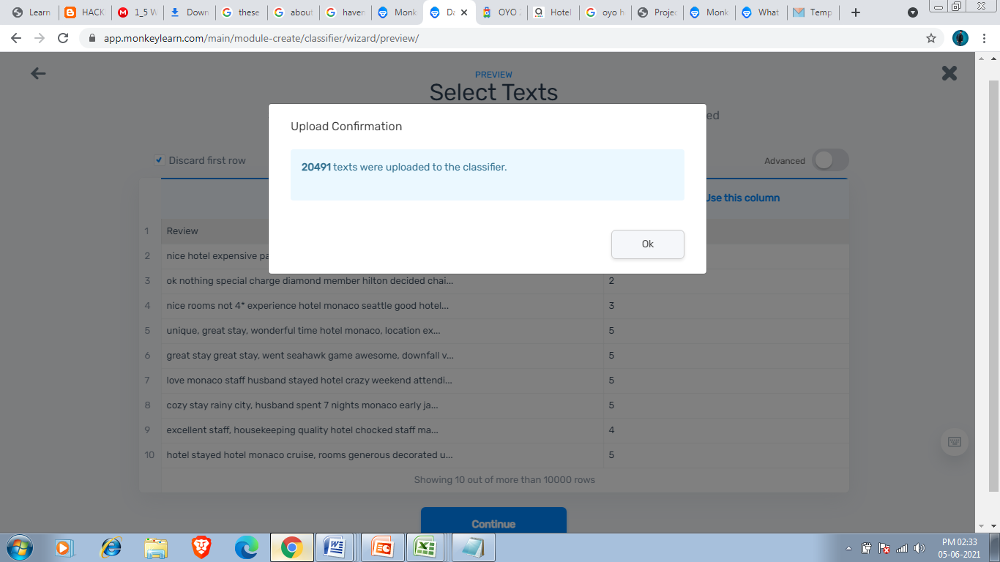 Learn
HACK
1_5 W
Down
these
about
haven
Monk
Da
OYO 2
Hotel
oyo h
Projec
Monk
What
Temp
app.monkeylearn.com/main/module-create/classifier/wizard/preview/
PREVIEW
Select Texts
ed
Upload Confirmation
20491 texts were uploaded to the classifier.
Ok
Discard first row
Advanced
Use this column
1 Review
2 nice hotel expensive pa
3 ok nothing special charge diamond member hilton decided chai... 2
4 nice rooms not 4* experience hotel monaco seattle good hotel... 3
5 unique, great stay, wonderful time hotel monaco, location ex... 5
6 great stay great stay, went seahawk game awesome, downfall v... 5
7 love monaco staff husband stayed hotel crazy weekend attendi... 5
8 cozy stay rainy city, husband spent 7 nights monaco early ja... 5
9 excellent staff, housekeeping quality hotel chocked staff ma... 4
10 hotel stayed hotel monaco cruise, rooms generous decorated u... 5
Showing 10 out of more than 10000 rows
Continue
PM 02:33
05-06-2021